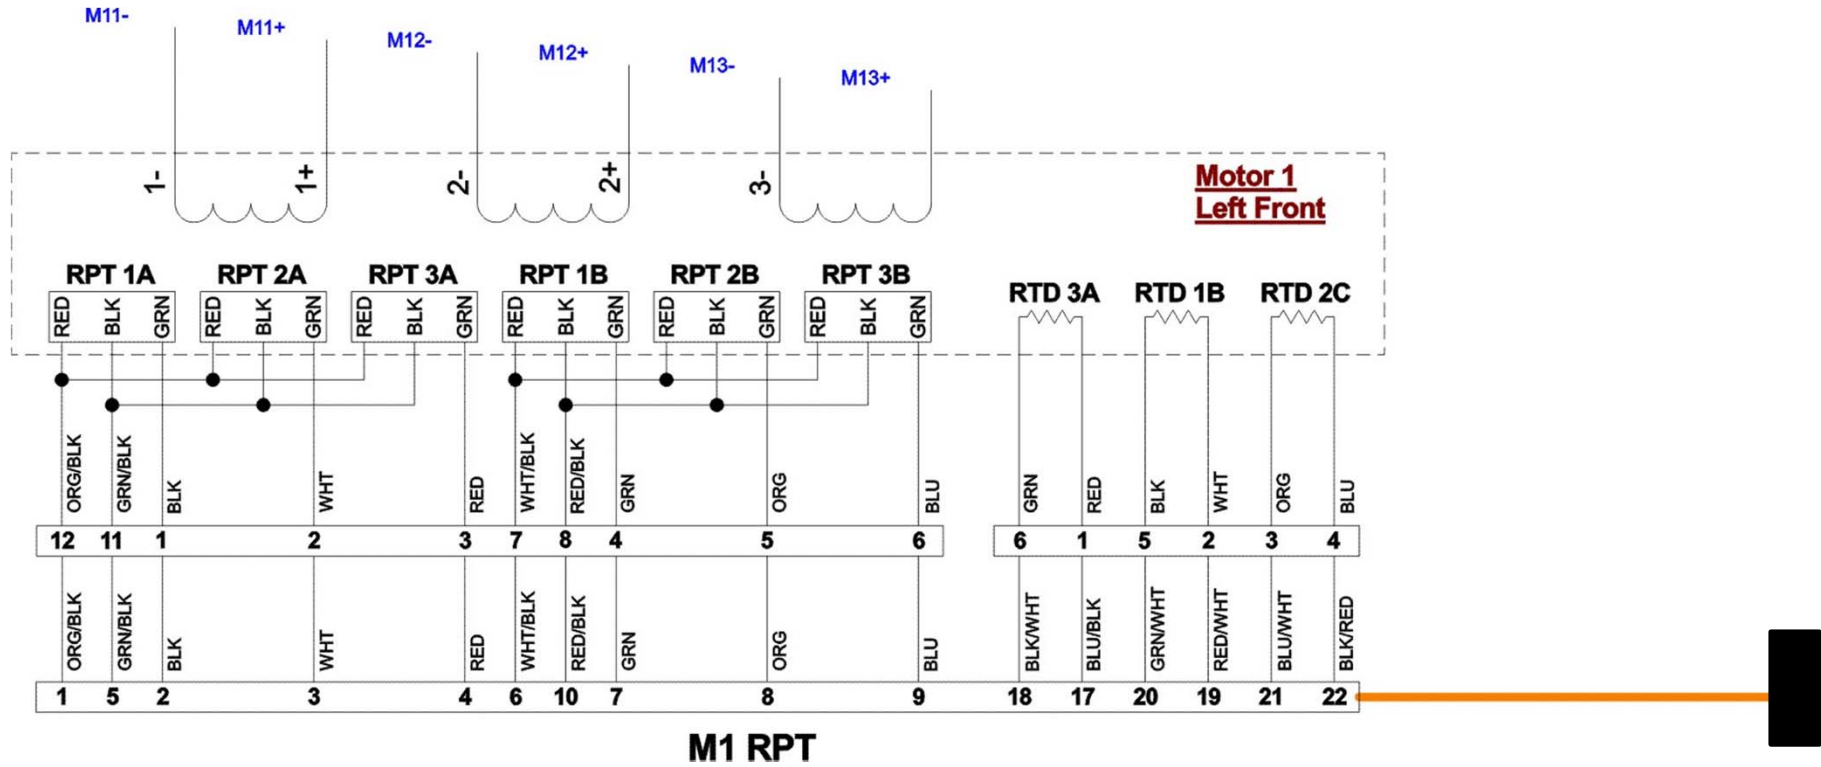 M11-
M11+
M12-
M12+
M13-
M13+
1-
1+
2-
2+
3-
Motor 1
Left Front
RPT 1A
RPT 2A
RPT 3A
RPT 1B
RPT 2B
RPT 3B
RTD 3A
RTD 1B
RTD 2C
RED BLK GRN
RED BLK GRN
RED BLK GRN
RED BLK GRN
RED BLK GRN
RED BLK GRN
ORG/BLK
GRN/BLK
BLK
WHT
RED
WHT/BLK
RED/BLK
GRN
ORG
BLU
GRN
RED
BLK
WHT
ORG
BLU
12 11 1 2 3 7 8 4 5 6
6 1 5 2 3 4
ORG/BLK
GRN/BLK
BLK
WHT
RED
WHT/BLK
RED/BLK
GRN
ORG
BLU
BLK/WHT
BLU/BLK
GRN/WHT
RED/WHT
BLU/WHT
BLK/RED
1 5 2 3 4 6 10 7 8 9 18 17 20 19 21 22
M1 RPT